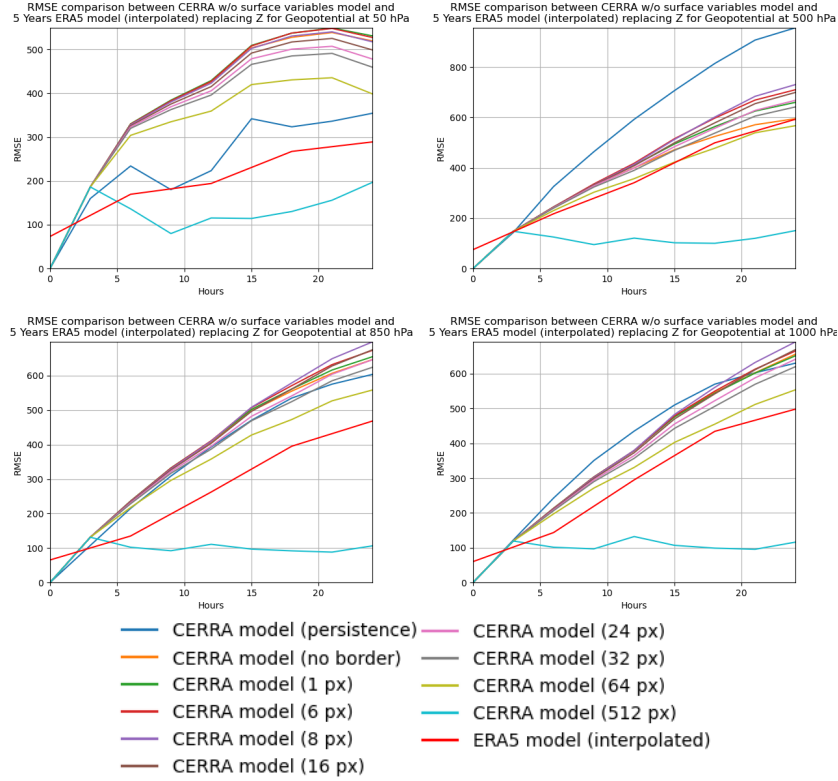 RMSE comparison between CERRA w/o surface variables model and
5 Years ERA5 model (interpolated) replacing Z for Geopotential at 50 hPa
RMSE
0
100
200
300
400
500
0
5
10
15
20
Hours
RMSE comparison between CERRA w/o surface variables model and
5 Years ERA5 model (interpolated) replacing Z for Geopotential at 500 hPa
RMSE
0
200
400
600
800
0
5
10
15
20
Hours
RMSE comparison between CERRA w/o surface variables model and
5 Years ERA5 model (interpolated) replacing Z for Geopotential at 850 hPa
RMSE
0
100
200
300
400
500
600
0
5
10
15
20
Hours
RMSE comparison between CERRA w/o surface variables model and
5 Years ERA5 model (interpolated) replacing Z for Geopotential at 1000 hPa
RMSE
0
100
200
300
400
500
600
0
5
10
15
20
Hours
CERRA model (persistence)
CERRA model (no border)
CERRA model (1 px)
CERRA model (6 px)
CERRA model (8 px)
CERRA model (16 px)
CERRA model (24 px)
CERRA model (32 px)
CERRA model (64 px)
CERRA model (512 px)
ERA5 model (interpolated)